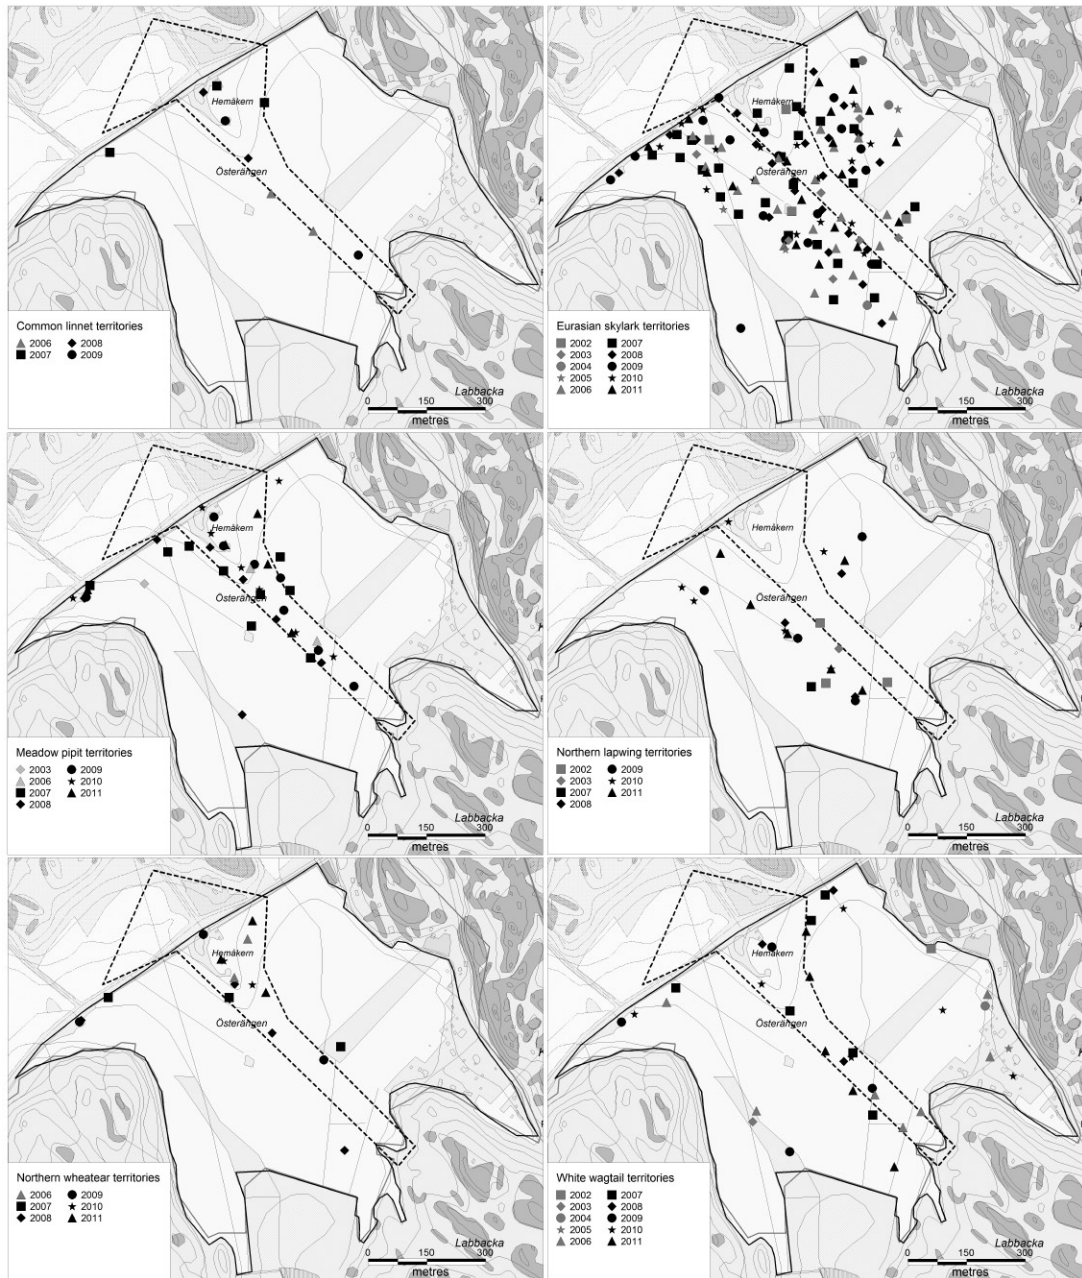 Hemåkern
Österängen
Common linnet territories
2006 2008
2007 2009
Labbacka
0 150 300
metres
Hemåkern
Österängen
Eurasian skylark territories
2002 2007
2003 2008
2004 2009
2005 2010
2006 2011
Labbacka
0 150 300
metres
Hemåkern
Österängen
Meadow pipit territories
2003 2009
2006 2010
2007 2011
2008
Labbacka
0 150 300
metres
Hemåkern
Österängen
Northern lapwing territories
2002 2009
2003 2010
2007 2011
2008
Labbacka
0 150 300
metres
Hemåkern
Österängen
Northern wheatear territories
2006 2009
2007 2010
2008 2011
Labbacka
0 150 300
metres
Hemåkern
Österängen
White wagtail territories
2002 2007
2003 2008
2004 2009
2005 2010
2006 2011
Labbacka
0 150 300
metres